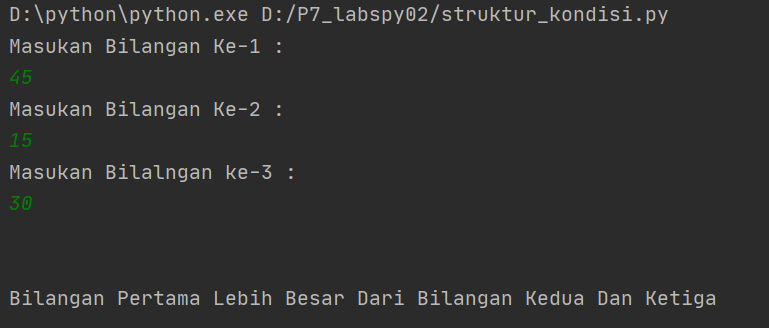 D:\python\python.exe D:/P7_labspy02/struktur_kondisi.py
Masukan Bilangan Ke-1 :
45
Masukan Bilangan Ke-2 :
15
Masukan Bilalngan ke-3 :
30
Bilangan Pertama Lebih Besar Dari Bilangan Kedua Dan Ketiga